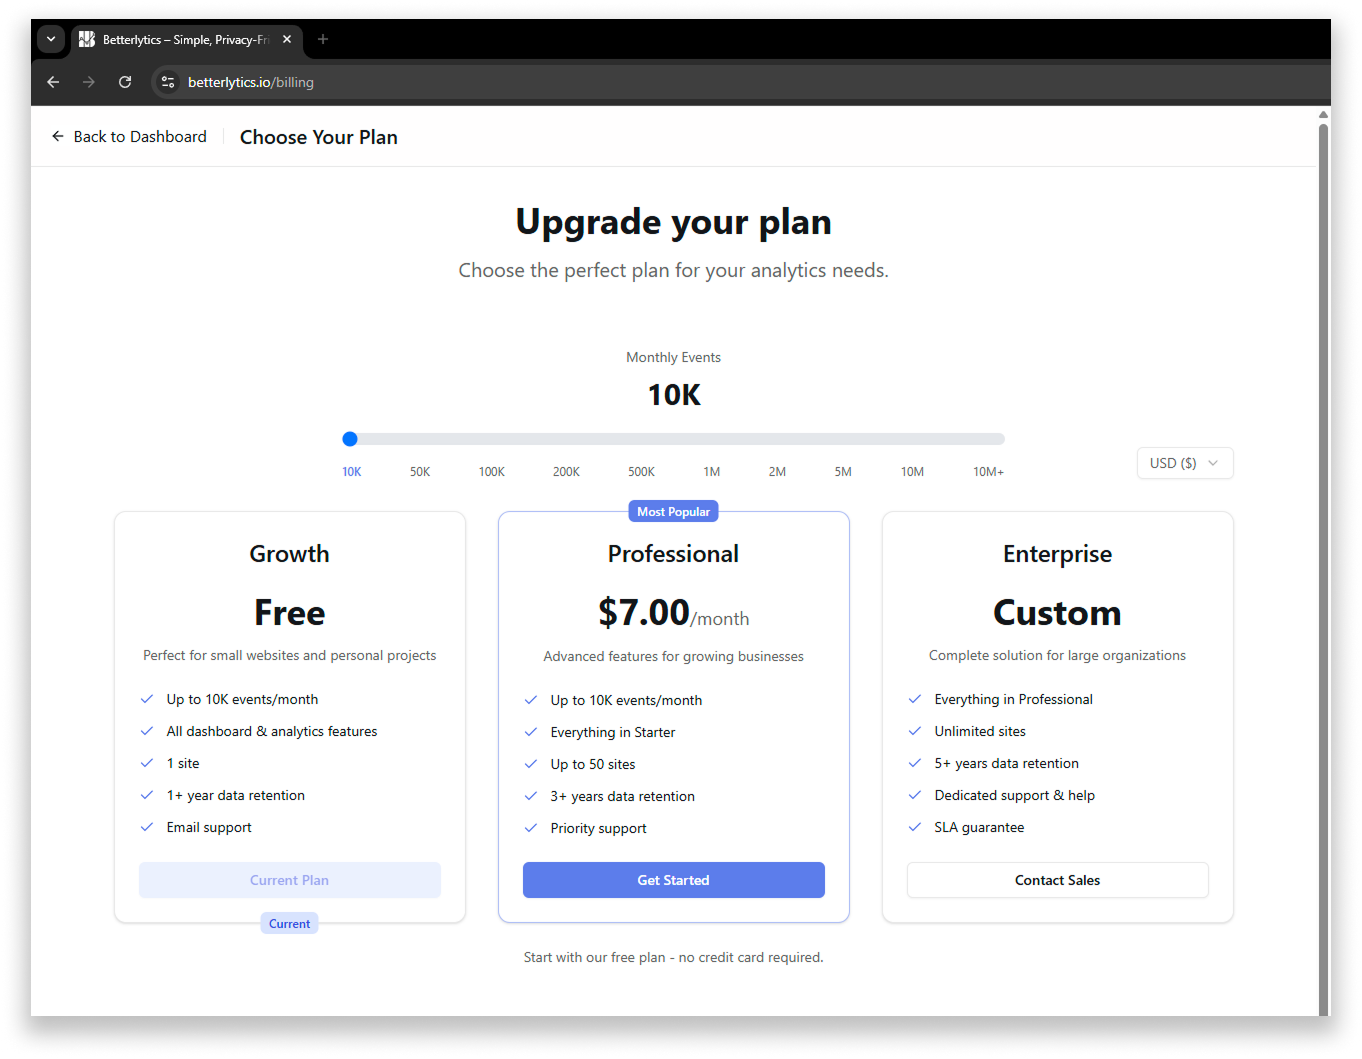 Betterlytics – Simple, Privacy-Fri
betterlytics.io/billing
Back to Dashboard
Choose Your Plan
Upgrade your plan
Choose the perfect plan for your analytics needs.
Monthly Events
10K
10K 50K 100K 200K 500K 1M 2M 5M 10M 10M+
USD ($)
Growth
Free
Perfect for small websites and personal projects
Up to 10K events/month
All dashboard & analytics features
1 site
1+ year data retention
Email support
Current Plan
Current
Most Popular
Professional
$7.00/month
Advanced features for growing businesses
Up to 10K events/month
Everything in Starter
Up to 50 sites
3+ years data retention
Priority support
Get Started
Enterprise
Custom
Complete solution for large organizations
Everything in Professional
Unlimited sites
5+ years data retention
Dedicated support & help
SLA guarantee
Contact Sales
Start with our free plan - no credit card required.